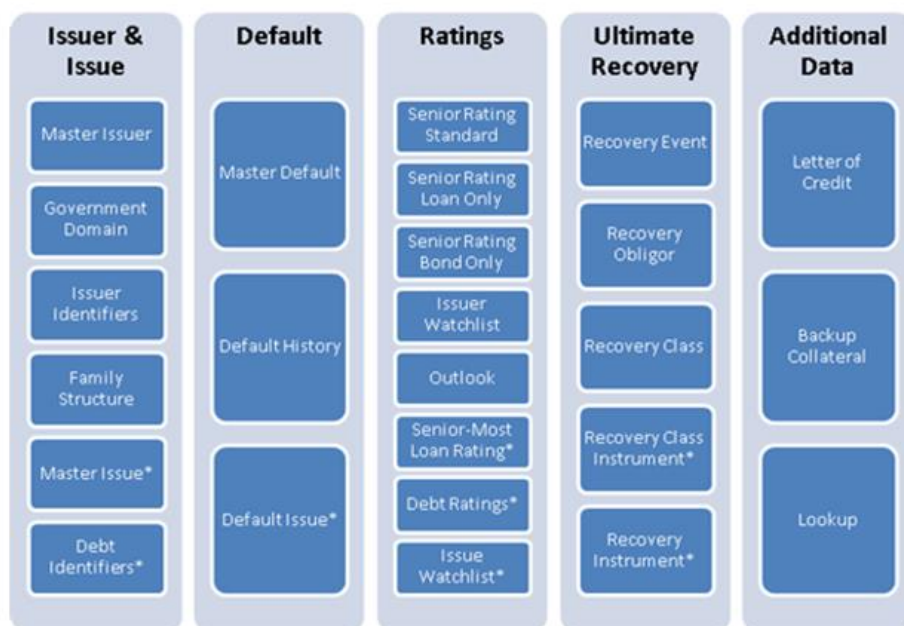 Issuer &
Issue
Master Issuer
Government
Domain
Issuer
Identifiers
Family
Structure
Master Issue*
Debt
Identifiers*
Default
Master Default
Default History
Default Issue*
Ratings
Senior Rating
Standard
Senior Rating
Loan Only
Senior Rating
Bond Only
Issuer
Watchlist
Outlook
Senior-Most
Loan Rating*
Debt Ratings*
Issue
Watchlist*
Ultimate
Recovery
Recovery Event
Recovery
Obligor
Recovery Class
Recovery Class
Instrument*
Recovery
Instrument*
Additional
Data
Letter of
Credit
Backup
Collateral
Lookup